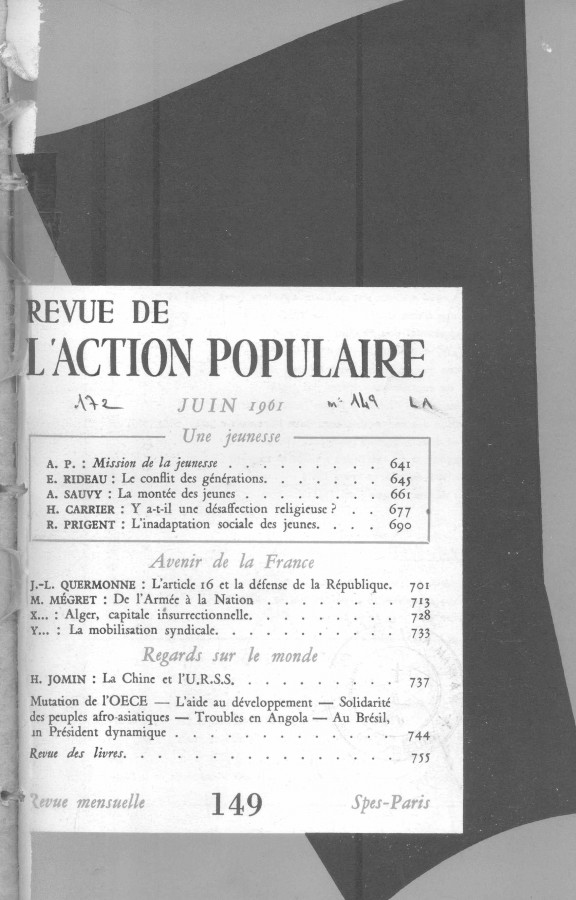 REVUE DE
L'ACTION POPULAIRE
172 JUIN 1961 n° 149 LA
Une jeunesse
A. P. : Mission de la jeunesse . . . . . . . . . 641
E. RIDEAU : Le conflit des générations. . . . . . . 645
A. SAUVY : La montée des jeunes . . . . . . . . 661
H. CARRIER : Y a-t-il une désaffection religieuse ? . . 677
R. PRIGENT : L'inadaptation sociale des jeunes. . . . 690
Avenir de la France
J.-L. QUERMONNE : L'article 16 et la défense de la République. 701
M. MÉGRET : De l'Armée à la Nation . . . . . . . . 713
X... : Alger, capitale insurrectionnelle. . . . . . . . . 728
Y... : La mobilisation syndicale. . . . . . . . . . . 733
Regards sur le monde
H. JOMIN : La Chine et l'U.R.S.S. . . . . . . . . . 737
Mutation de l'OECE — L'aide au développement — Solidarité
des peuples afro-asiatiques — Troubles en Angola — Au Brésil,
un Président dynamique . . . . . . . . . . . . . 744
Revue des livres. . . . . . . . . . . . . . . . 755
Revue mensuelle 149 Spes-Paris